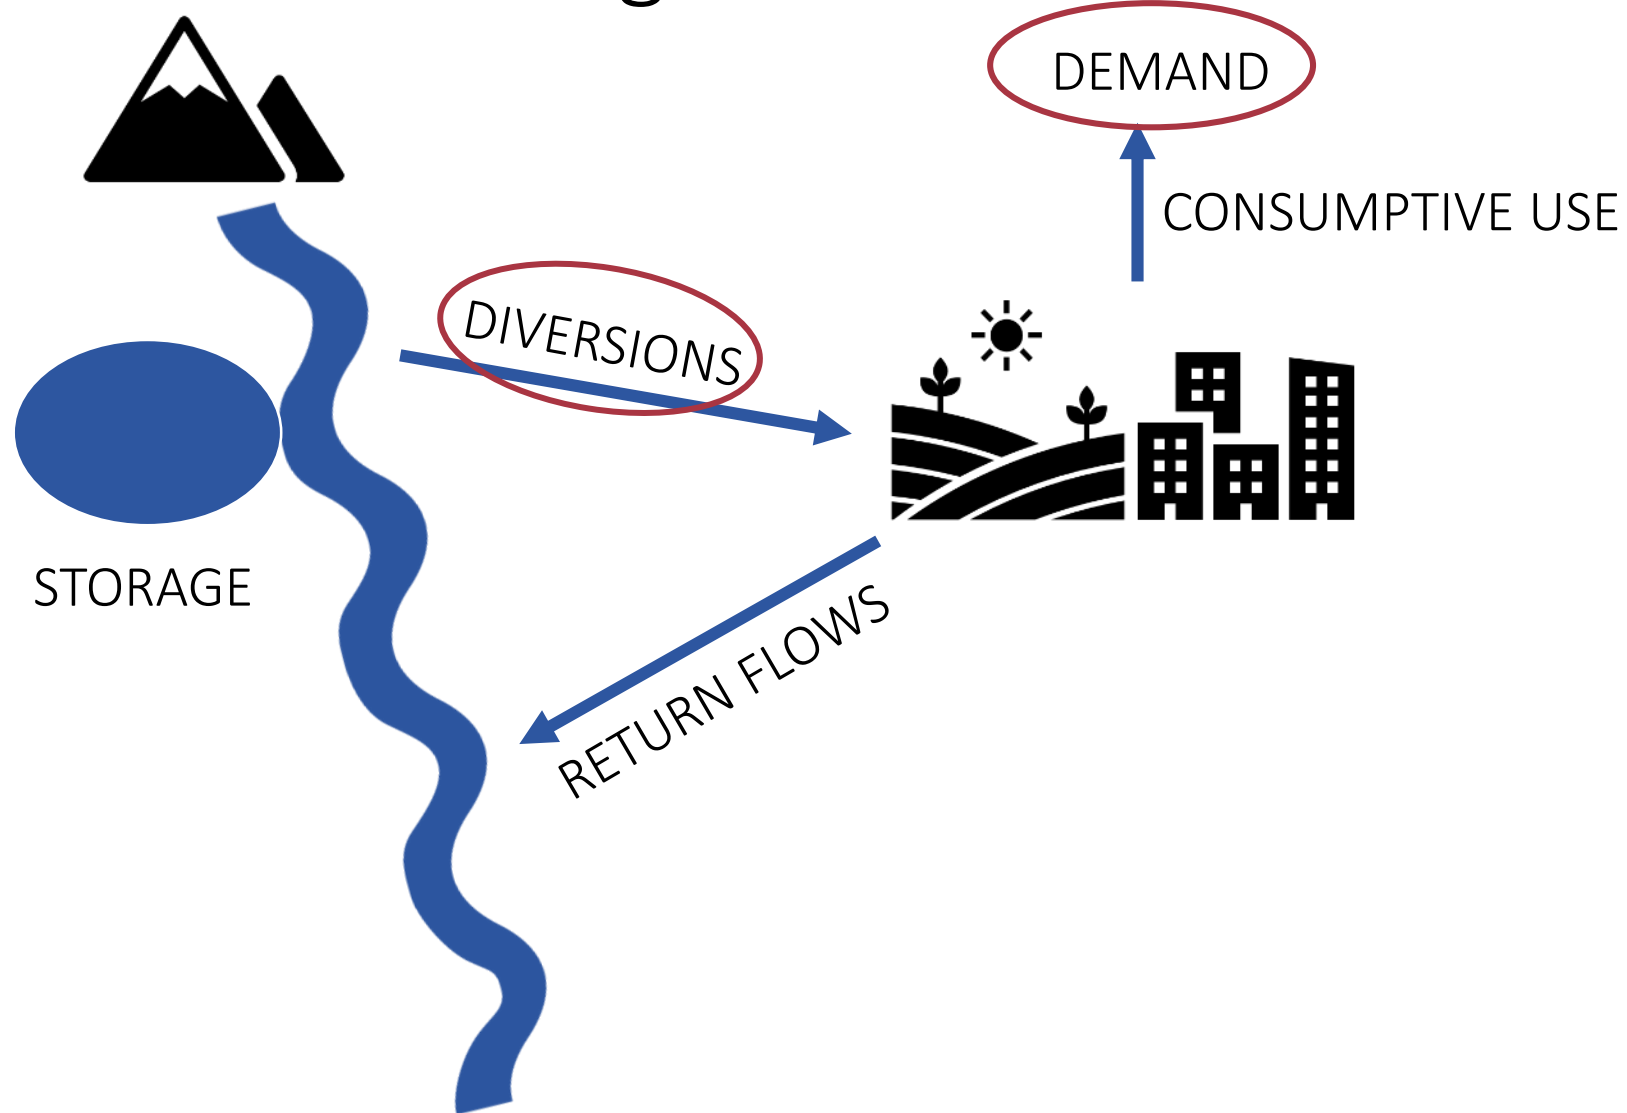 DEMAND
CONSUMPTIVE USE
DIVERSIONS
STORAGE
RETURN FLOWS